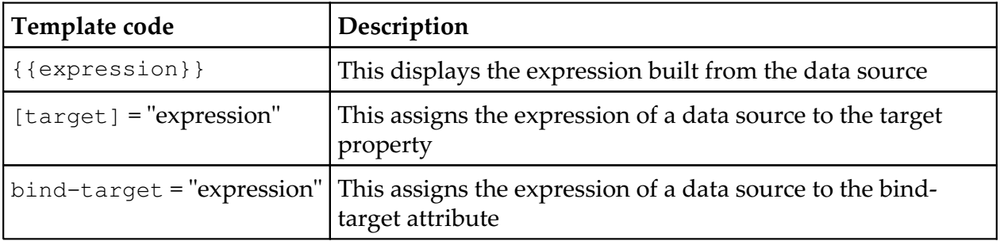 Template code Description
{{expression}} This displays the expression built from the data source
[target] = "expression" This assigns the expression of a data source to the target
property
bind-target = "expression" This assigns the expression of a data source to the bind-
target attribute